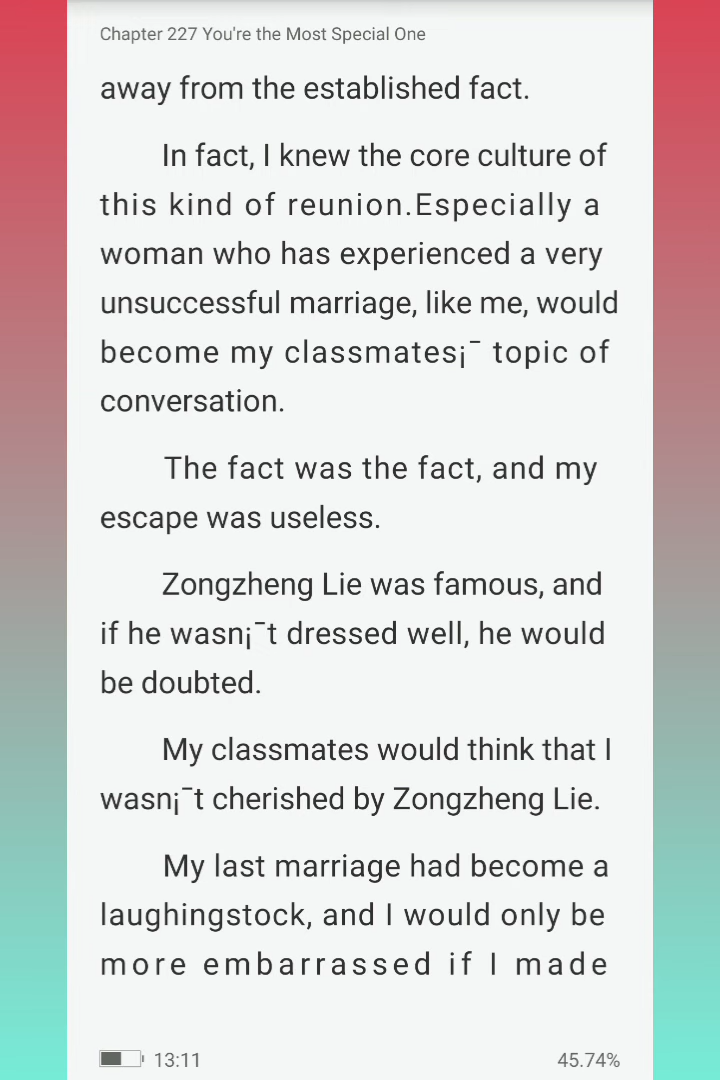 Chapter 227 You're the Most Special One
away from the established fact.
In fact, I knew the core culture of
this kind of reunion.Especially a
woman who has experienced a very
unsuccessful marriage, like me, would
become my classmates¡¯ topic of
conversation.
The fact was the fact, and my
escape was useless.
Zongzheng Lie was famous, and
if he wasn¡¯t dressed well, he would
be doubted.
My classmates would think that I
wasn¡¯t cherished by Zongzheng Lie.
My last marriage had become a
laughingstock, and I would only be
more embarrassed if I made
13:11 45.74%